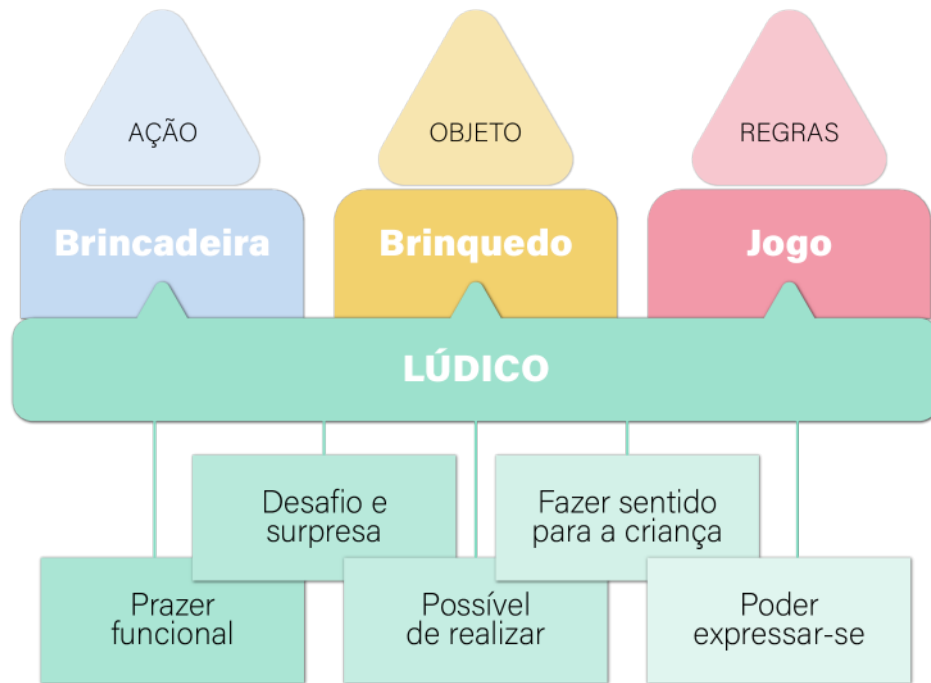 AÇÃO
OBJETO
REGRAS
Brincadeira
Brinquedo
Jogo
LÚDICO
Desafio e
surpresa
Fazer sentido
para a criança
Prazer
funcional
Possível
de realizar
Poder
expressar-se